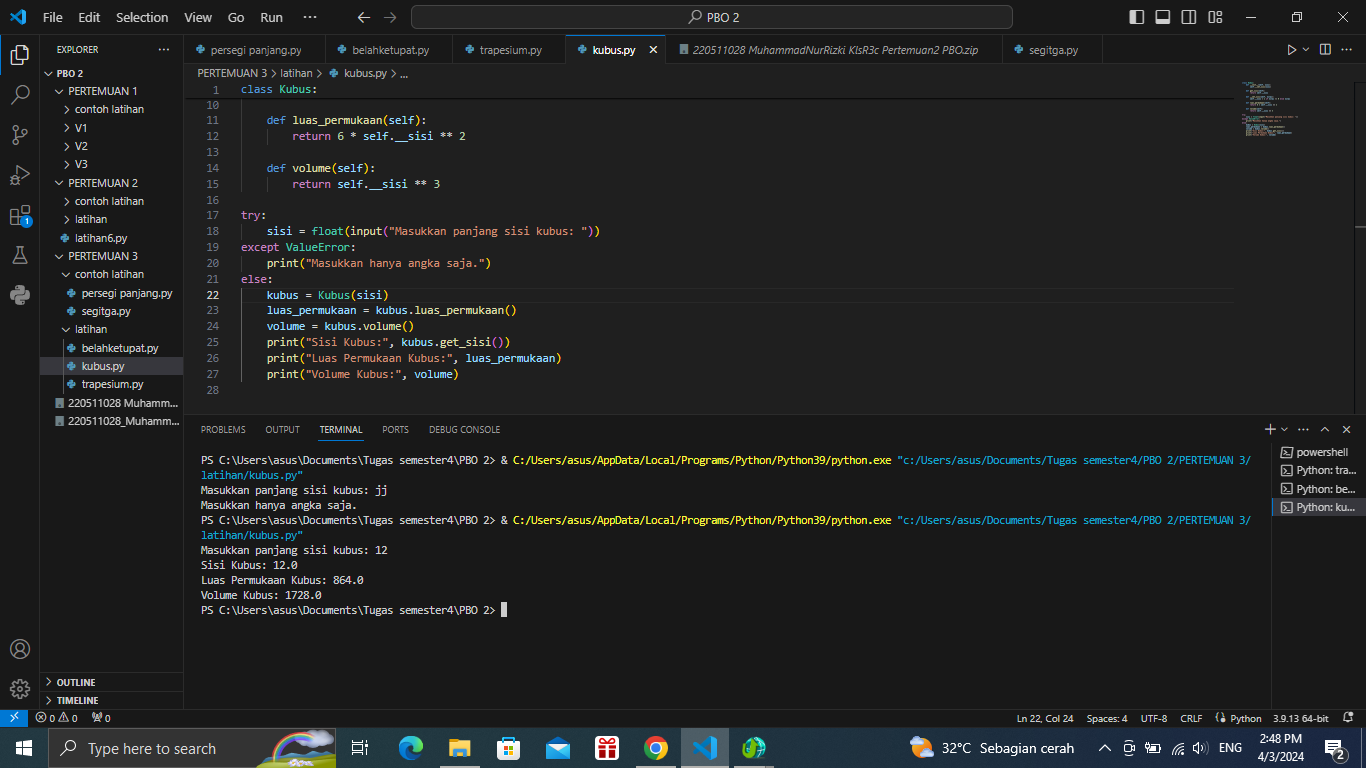 File Edit Selection View Go Run ··· PBO 2
EXPLORER ···
PBO 2
PERTEMUAN 1
contoh latihan
V1
V2
V3
PERTEMUAN 2
contoh latihan
latihan
latihan6.py
PERTEMUAN 3
contoh latihan
persegi panjang.py
segitga.py
latihan
belahketupat.py
kubus.py
trapesium.py
220511028 Muhamm...
220511028_Muhamm...
OUTLINE
TIMELINE
persegi panjang.py belahketupat.py trapesium.py kubus.py 220511028 MuhammadNurRizki KlsR3c Pertemuan2 PBO.zip segitga.py
PERTEMUAN 3 > latihan > kubus.py > ...
1 class Kubus:
10
11 def luas_permukaan(self):
12 return 6 * self.__sisi ** 2
13
14 def volume(self):
15 return self.__sisi ** 3
16
17 try:
18 sisi = float(input("Masukkan panjang sisi kubus: "))
19 except ValueError:
20 print("Masukkan hanya angka saja.")
21 else:
22 kubus = Kubus(sisi)
23 luas_permukaan = kubus.luas_permukaan()
24 volume = kubus.volume()
25 print("Sisi Kubus:", kubus.get_sisi())
26 print("Luas Permukaan Kubus:", luas_permukaan)
27 print("Volume Kubus:", volume)
28
PROBLEMS OUTPUT TERMINAL PORTS DEBUG CONSOLE
PS C:\Users\asus\Documents\Tugas semester4\PBO 2> & C:/Users/asus/AppData/Local/Programs/Python/Python39/python.exe "c:/Users/asus/Documents/Tugas semester4/PBO 2/PERTEMUAN 3/
latihan/kubus.py"
Masukkan panjang sisi kubus: jj
Masukkan hanya angka saja.
PS C:\Users\asus\Documents\Tugas semester4\PBO 2> & C:/Users/asus/AppData/Local/Programs/Python/Python39/python.exe "c:/Users/asus/Documents/Tugas semester4/PBO 2/PERTEMUAN 3/
latihan/kubus.py"
Masukkan panjang sisi kubus: 12
Sisi Kubus: 12.0
Luas Permukaan Kubus: 864.0
Volume Kubus: 1728.0
PS C:\Users\asus\Documents\Tugas semester4\PBO 2>
powershell
Python: tra...
Python: be...
Python: ku...
0 0 0 Ln 22, Col 24 Spaces: 4 UTF-8 CRLF Python 3.9.13 64-bit
Type here to search 32°C Sebagian cerah ENG 2:48 PM
4/3/2024 2